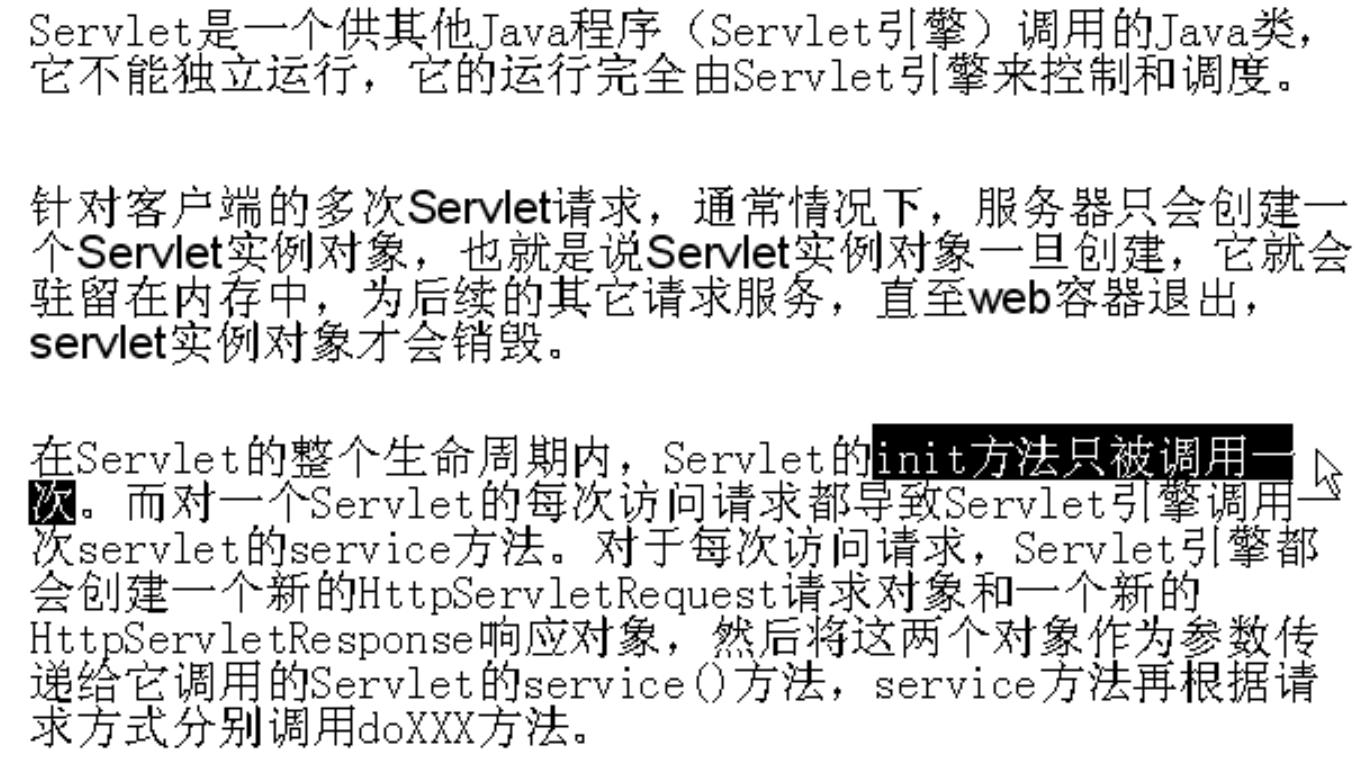 Servlet是一个供其他Java程序（Servlet引擎）调用的Java类，
它不能独立运行，它的运行完全由Servlet引擎来控制和调度。
针对客户端的多次Servlet请求，通常情况下，服务器只会创建一
个Servlet实例对象，也就是说Servlet实例对象一旦创建，它就会
驻留在内存中，为后续的其它请求服务，直至web容器退出，
servlet实例对象才会销毁。
在Servlet的整个生命周期内，Servlet的init方法只被调用一
次。而对一个Servlet的每次访问请求都导致Servlet引擎调用一
次servlet的service方法。对于每次访问请求，Servlet引擎都
会创建一个新的HttpServletRequest请求对象和一个新的
HttpServletResponse响应对象，然后将这两个对象作为参数传
递给它调用的Servlet的service()方法，service方法再根据请
求方式分别调用doXXX方法。